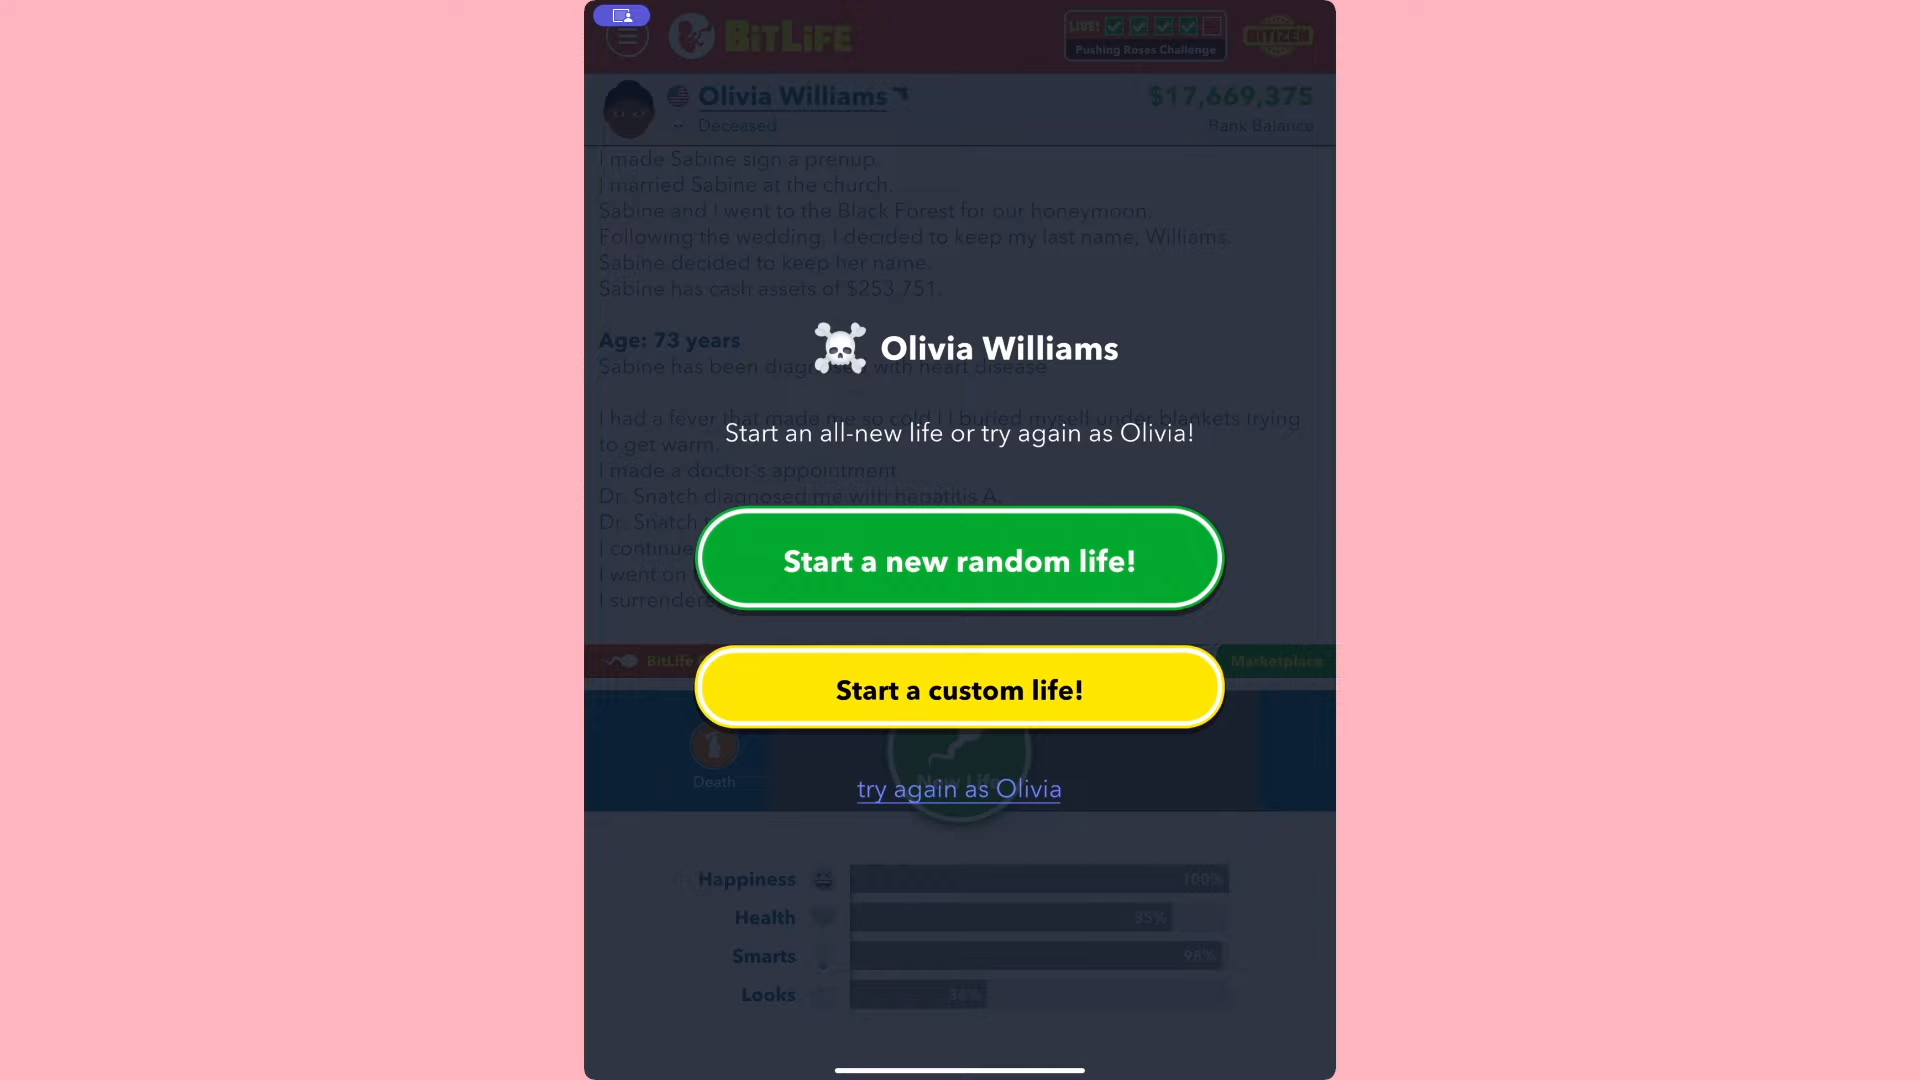 BitLife
LIVE!
Pushing Roses Challenge
BITIZEN
Olivia Williams
$17,669,375
Deceased
Bank Balance
I made Sabine sign a prenup.
I married Sabine at the church.
Sabine and I went to the Black Forest for our honeymoon.
Following the wedding, I decided to keep my last name, Williams.
Sabine decided to keep her name.
Sabine has cash assets of $253,751.
Age: 73 years
Olivia Williams
Sabine has been diagnosed with heart disease
I had a fever that made me so cold I I buried myself under blankets trying
to get warm.
Start an all-new life or try again as Olivia!
I made a doctor's appointment
Dr. Snatch diagnosed me with hepatitis A.
Dr. Snatch
I continue
Start a new random life!
I went on
I surrendere
BitLife
Marketplace
Start a custom life!
Death
New Life
try again as Olivia
Happiness
100%
Health
85%
Smarts
98%
Looks
36%